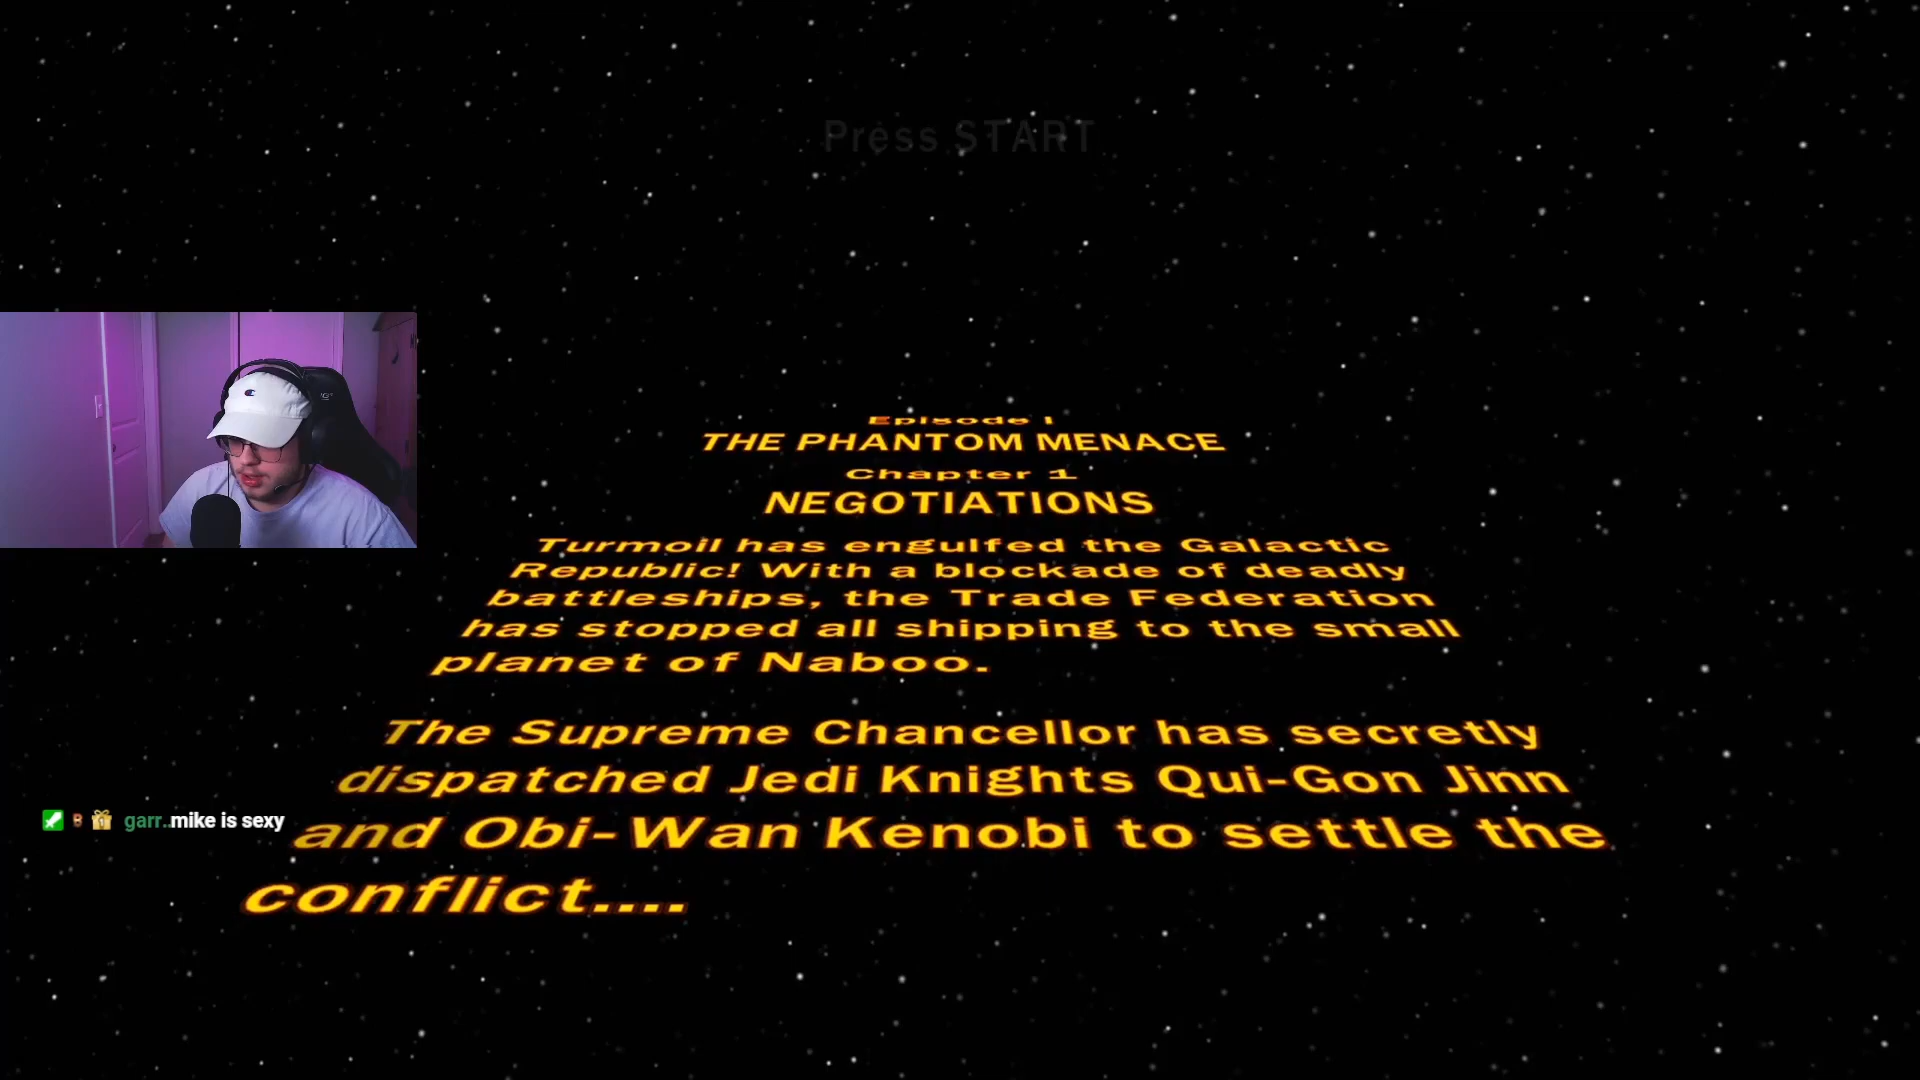 Press START
Episode I
THE PHANTOM MENACE
Chapter 1
NEGOTIATIONS
Turmoil has engulfed the Galactic
Republic! With a blockade of deadly
battleships, the Trade Federation
has stopped all shipping to the small
planet of Naboo.
The Supreme Chancellor has secretly
dispatched Jedi Knights Qui-Gon Jinn
and Obi-Wan Kenobi to settle the
conflict....
garr..mike is sexy